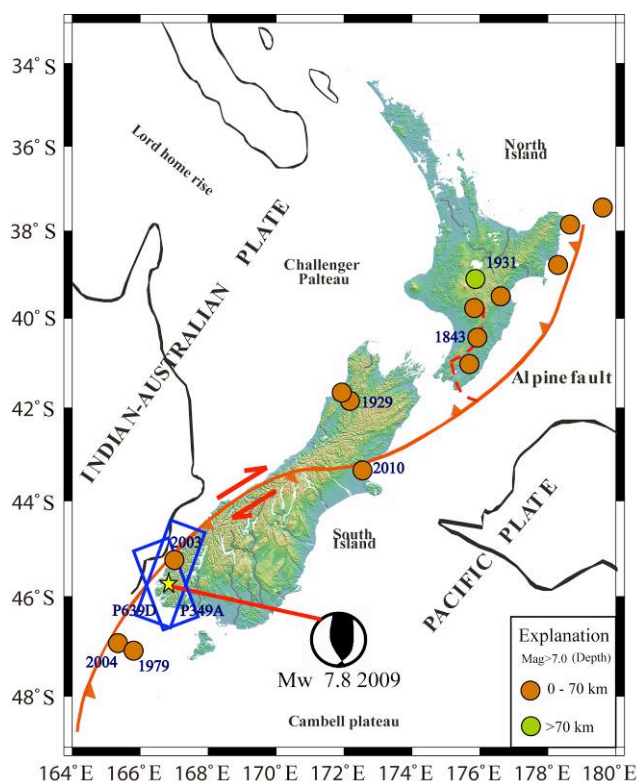 34°S
36°S
38°S
40°S
42°S
44°S
46°S
48°S
Lord home rise
North
Island
INDIAN-AUSTRALIAN PLATE
Challenger
Palteau
1931
1843
Alpine fault
1929
2010
South
Island
PACIFIC PLATE
2003
P639D
P349A
2004
1979
Mw 7.8 2009
Cambell plateau
Explanation
Mag>7.0 (Depth)
0 - 70 km
>70 km
164°E 166°E 168°E 170°E 172°E 174°E 176°E 178°E 180°E